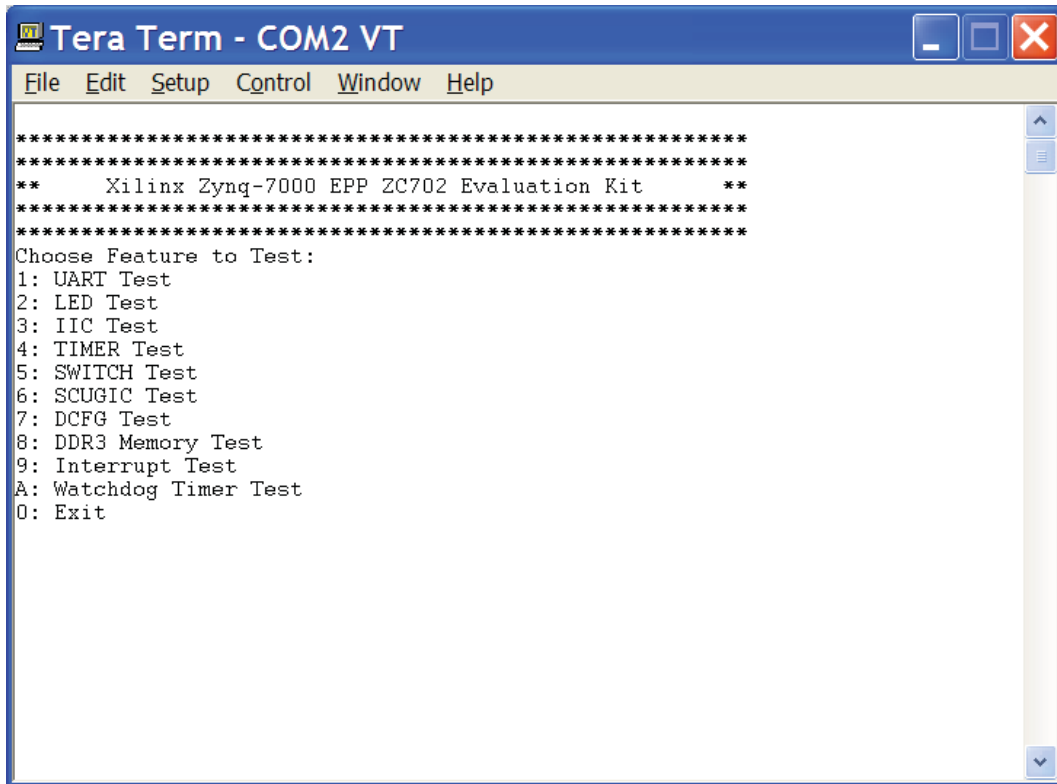 Tera Term - COM2 VT
File Edit Setup Control Window Help
********************************************************
********************************************************
**     Xilinx Zynq-7000 EPP ZC702 Evaluation Kit      **
********************************************************
********************************************************
Choose Feature to Test:
1: UART Test
2: LED Test
3: IIC Test
4: TIMER Test
5: SWITCH Test
6: SCUGIC Test
7: DCFG Test
8: DDR3 Memory Test
9: Interrupt Test
A: Watchdog Timer Test
0: Exit